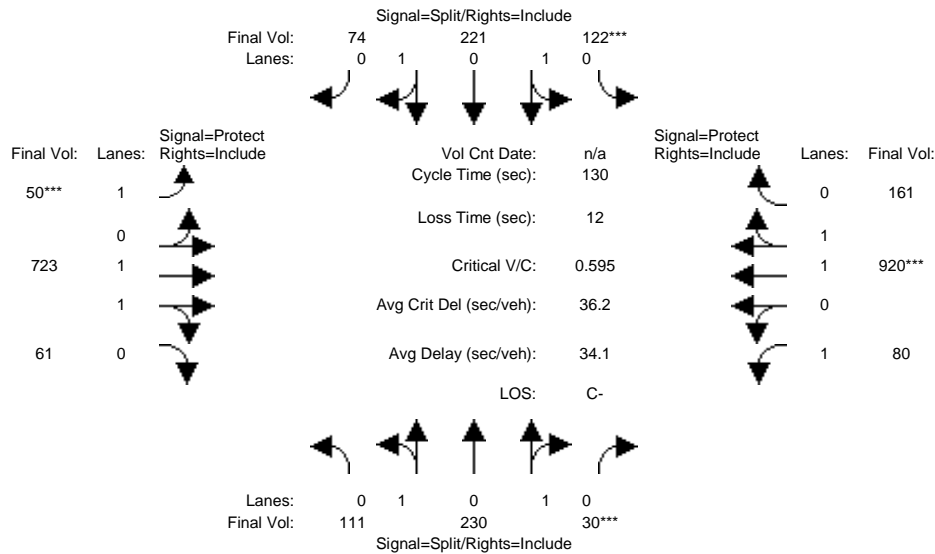 Signal=Split/Rights=Include
Final Vol: 74 221 122***
Lanes: 0 1 0 1 0
Signal=Protect Signal=Protect
Final Vol: Lanes: Rights=Include Vol Cnt Date: n/a Rights=Include Lanes: Final Vol:
Cycle Time (sec): 130
50*** 1 0 161
Loss Time (sec): 12
0 1
723 1 Critical V/C: 0.595 1 920***
1 Avg Crit Del (sec/veh): 36.2 0
61 0 Avg Delay (sec/veh): 34.1 1 80
LOS: C-
Lanes: 0 1 0 1 0
Final Vol: 111 230 30***
Signal=Split/Rights=Include